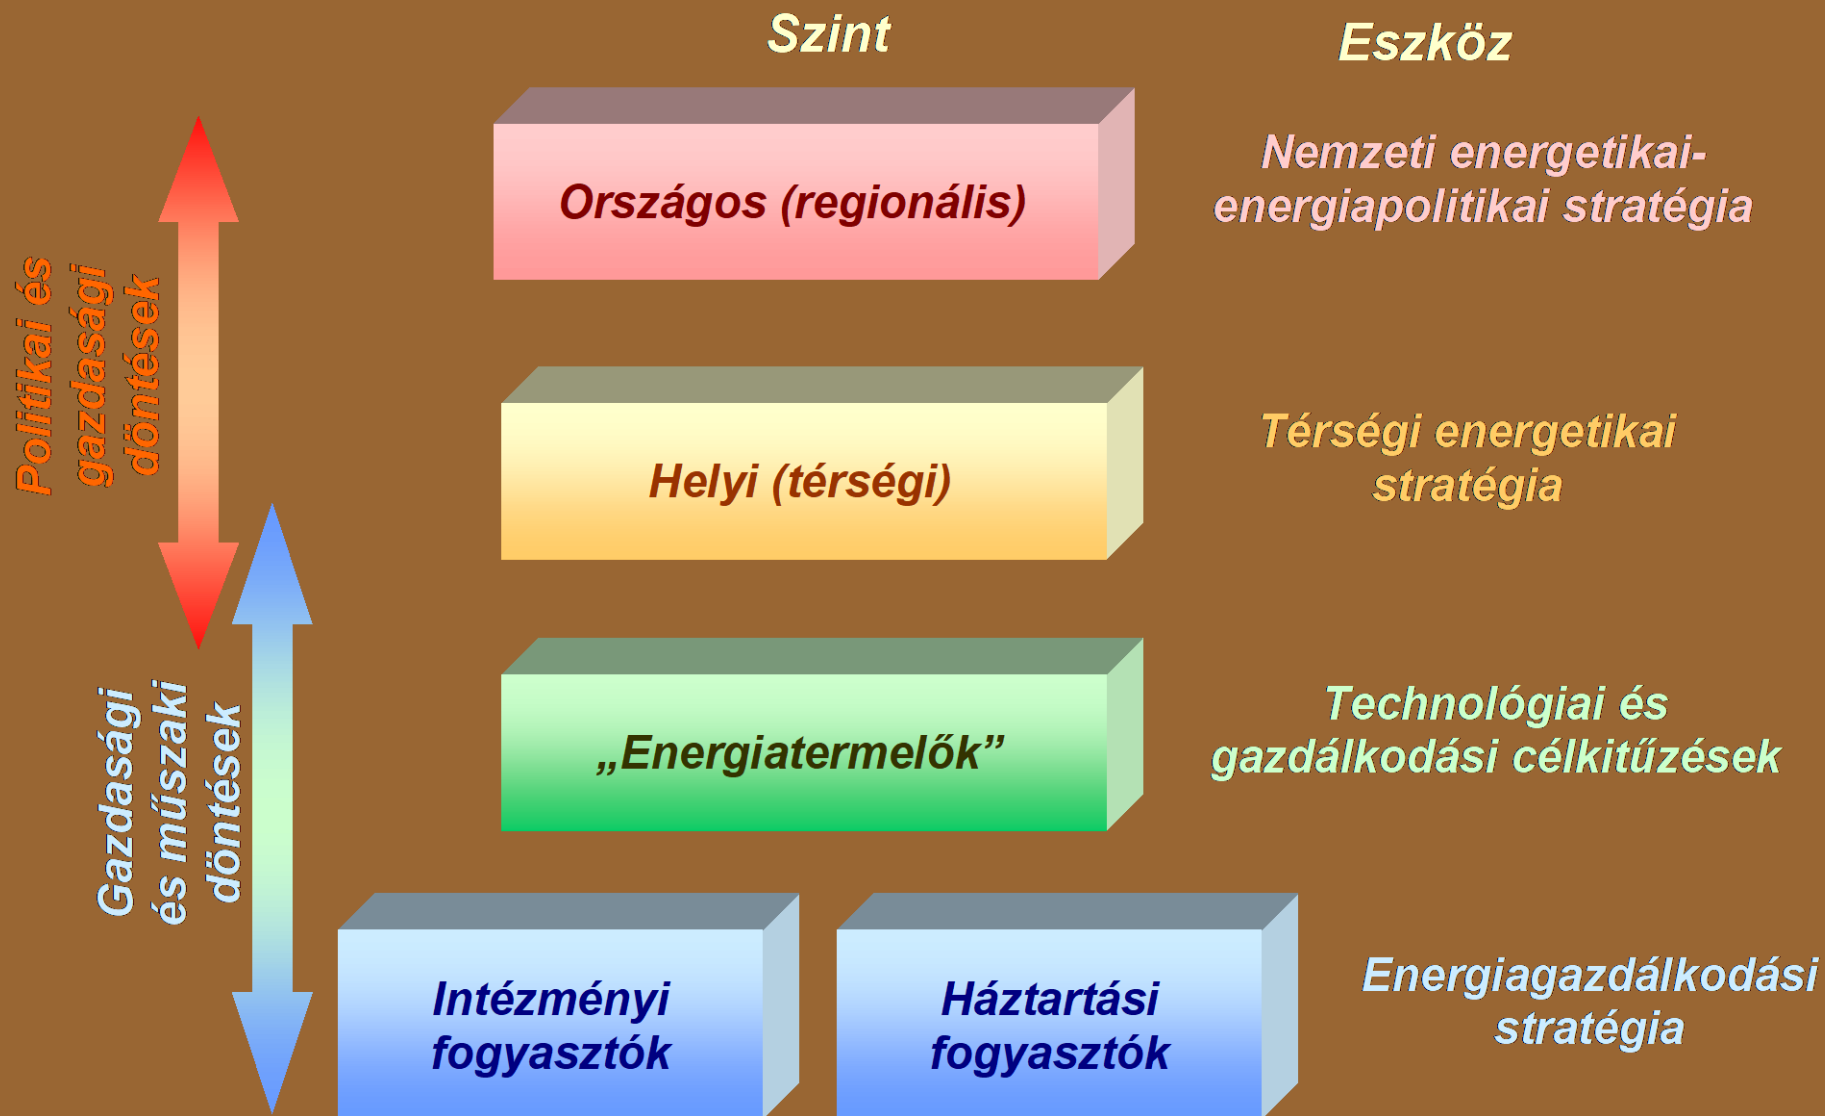 Szint
Eszköz
Országos (regionális)
Nemzeti energetikai-
energiapolitikai stratégia
Politikai és
gazdasági
döntések
Helyi (térségi)
Térségi energetikai
stratégia
„Energiatermelők”
Technológiai és
gazdálkodási célkitűzések
Gazdasági
és műszaki
döntések
Intézményi
fogyasztók
Háztartási
fogyasztók
Energiagazdálkodási
stratégia